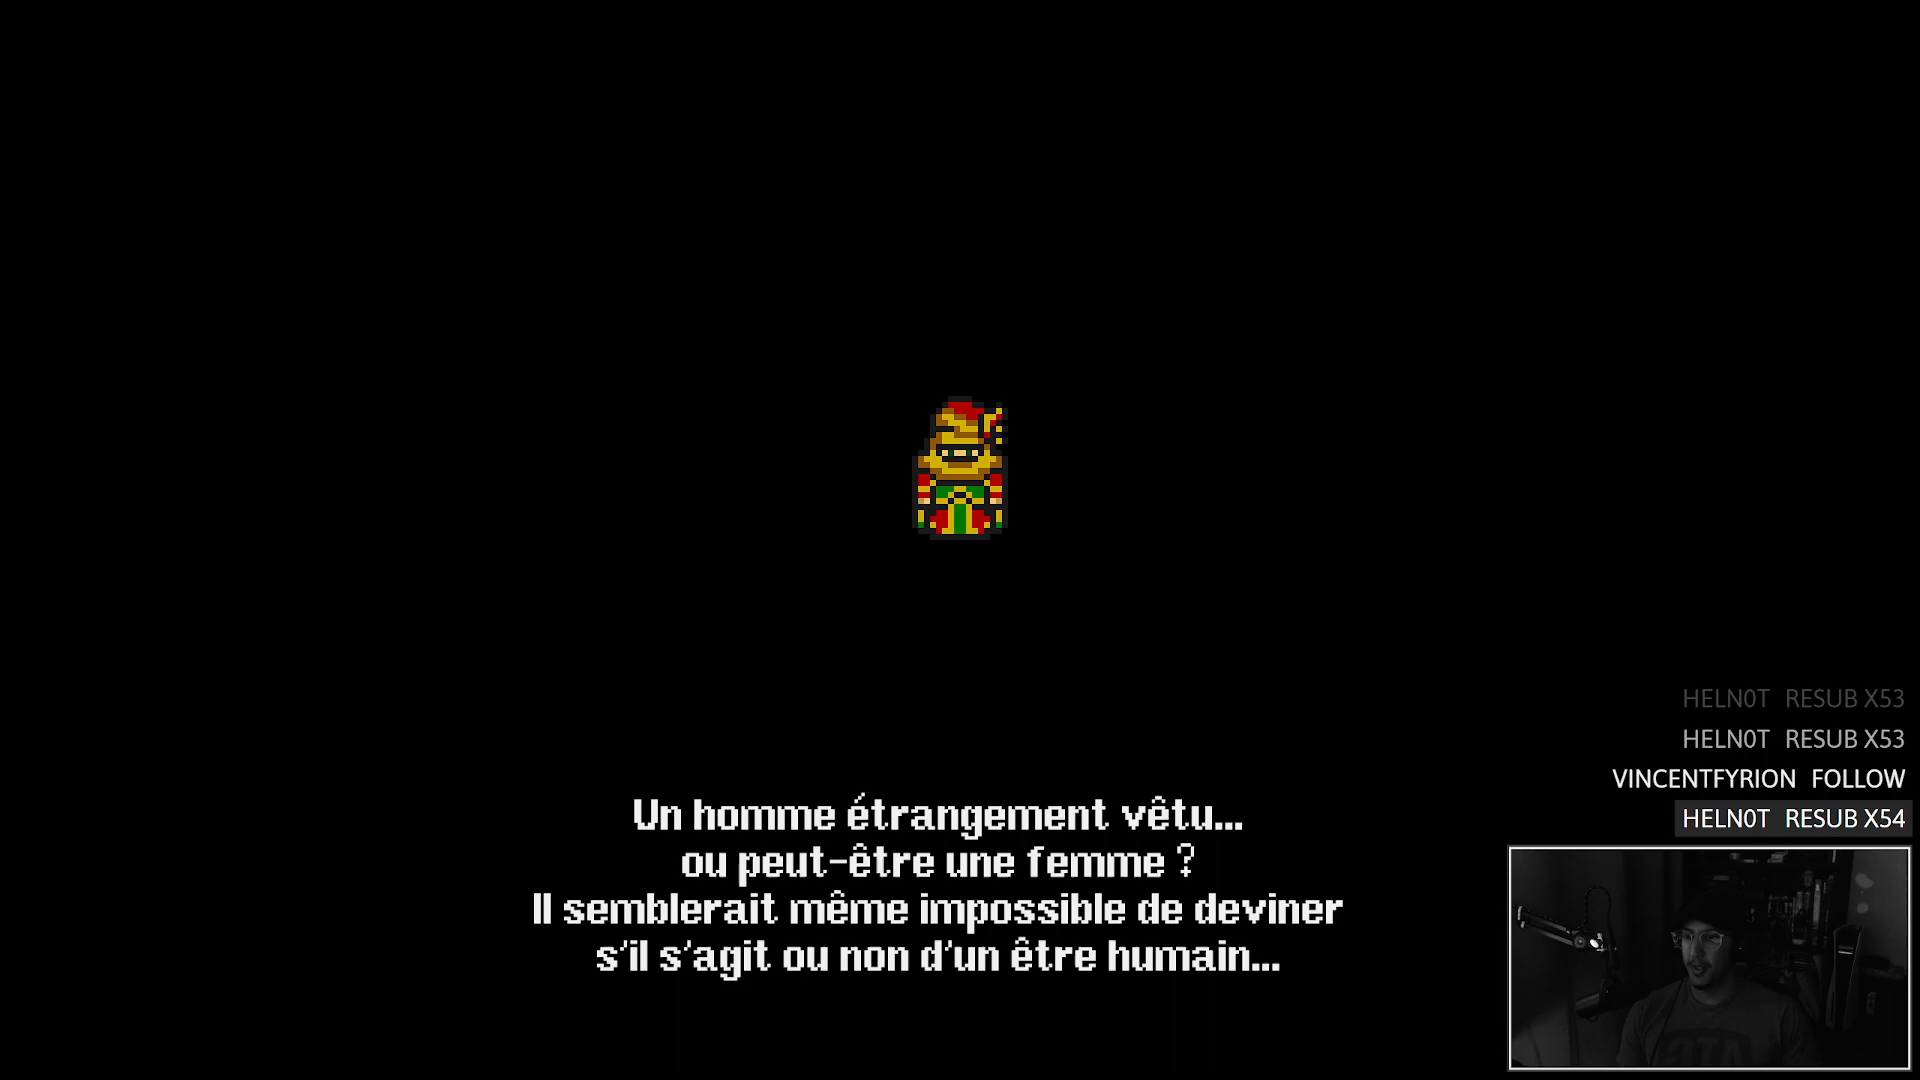 Un homme étrangement vêtu...
ou peut-être une femme ?
Il semblerait même impossible de deviner
s'il s'agit ou non d'un être humain...
HELN0T RESUB X53
HELN0T RESUB X53
VINCENTFYRION FOLLOW
HELN0T RESUB X54